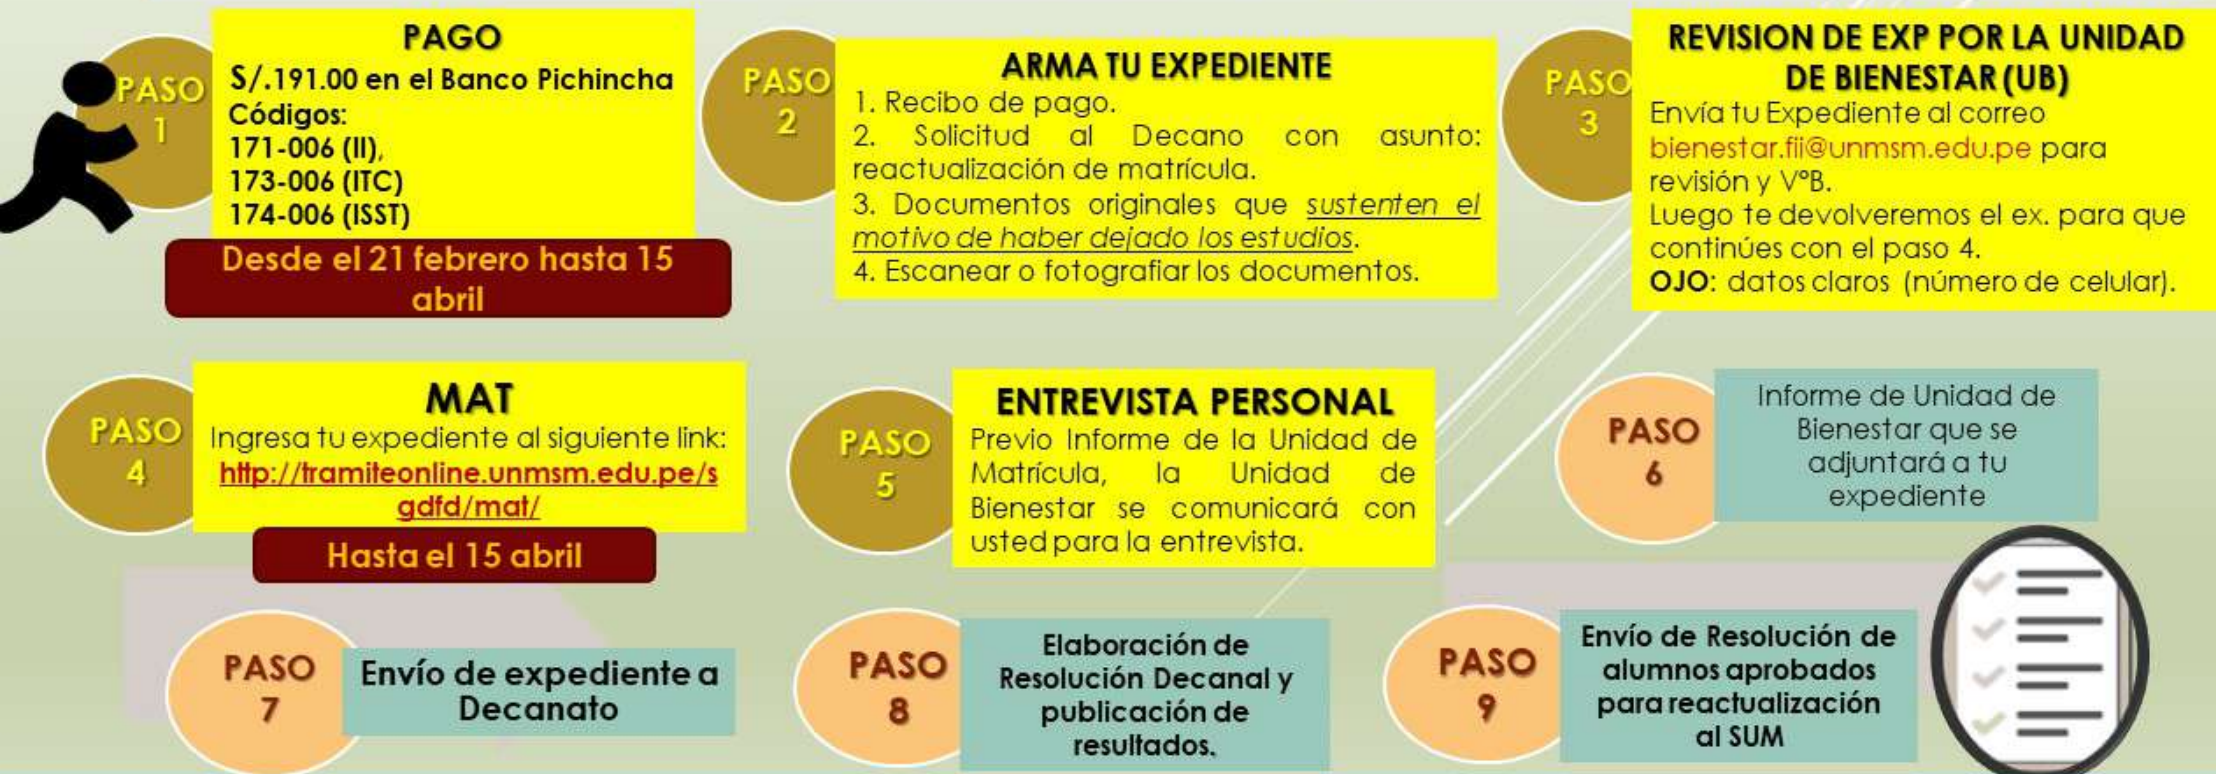 PASO
1
PAGO
S/.191.00 en el Banco Pichincha
Códigos:
171-006 (II),
173-006 (ITC)
174-006 (ISST)
Desde el 21 febrero hasta 15
abril
PASO
2
ARMA TU EXPEDIENTE
1. Recibo de pago.
2. Solicitud al Decano con asunto:
reactualización de matrícula.
3. Documentos originales que sustenten el
motivo de haber dejado los estudios.
4. Escanear o fotografiar los documentos.
PASO
3
REVISION DE EXP POR LA UNIDAD
DE BIENESTAR (UB)
Envía tu Expediente al correo
bienestar.fii@unmsm.edu.pe para
revisión y V°B.
Luego te devolveremos el ex. para que
continúes con el paso 4.
OJO: datos claros (número de celular).
PASO
4
MAT
Ingresa tu expediente al siguiente link:
http://tramiteonline.unmsm.edu.pe/s
gdfd/mat/
Hasta el 15 abril
PASO
5
ENTREVISTA PERSONAL
Previo Informe de la Unidad de
Matrícula, la Unidad de
Bienestar se comunicará con
usted para la entrevista.
PASO
6
Informe de Unidad de
Bienestar que se
adjuntará a tu
expediente
PASO
7
Envío de expediente a
Decanato
PASO
8
Elaboración de
Resolución Decanal y
publicación de
resultados.
PASO
9
Envío de Resolución de
alumnos aprobados
para reactualización
al SUM